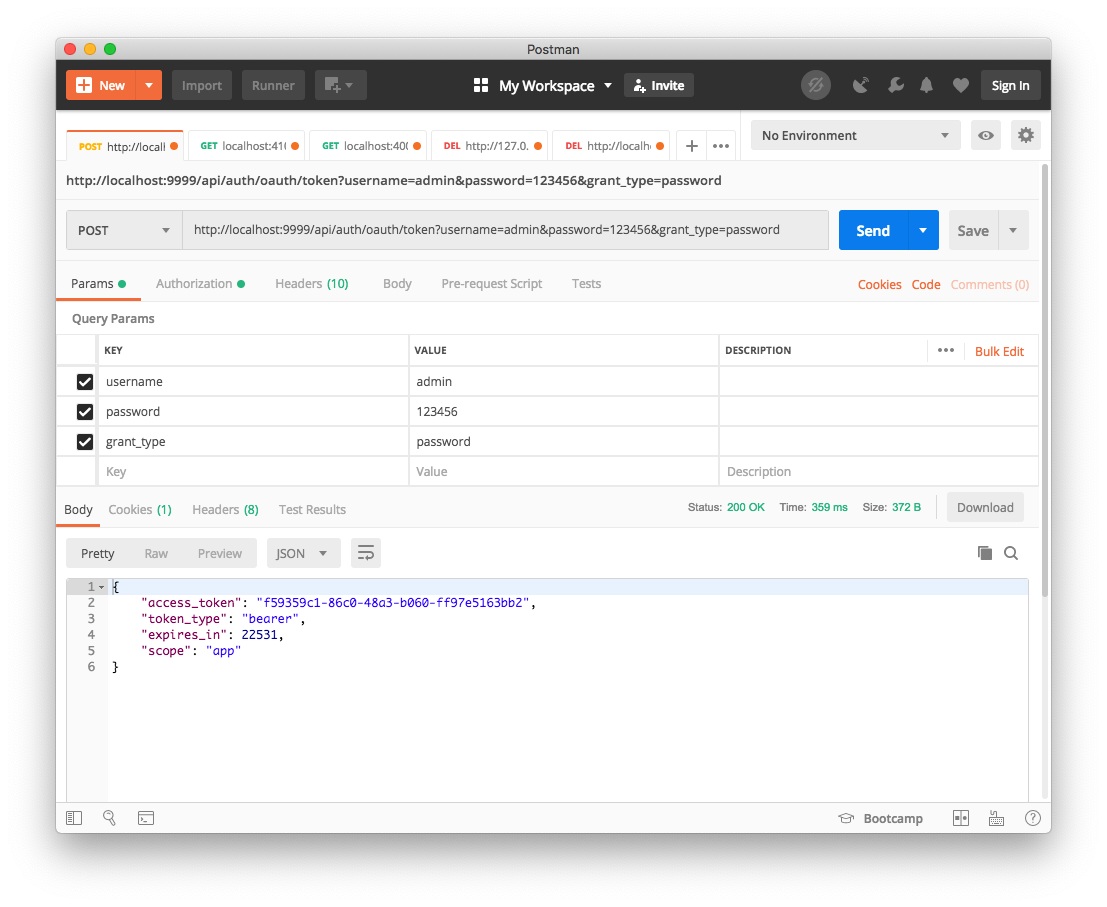 Postman
New
Import
Runner
My Workspace
Invite
Sign In
POST http://locall
GET localhost:410
GET localhost:400
DEL http://127.0.
DEL http://localh
No Environment
http://localhost:9999/api/auth/oauth/token?username=admin&password=123456&grant_type=password
POST
http://localhost:9999/api/auth/oauth/token?username=admin&password=123456&grant_type=password
Send
Save
Params
Authorization
Headers (10)
Body
Pre-request Script
Tests
Cookies
Code
Comments (0)
Query Params
KEY
VALUE
DESCRIPTION
Bulk Edit
username
admin
password
123456
grant_type
password
Key
Value
Description
Body
Cookies (1)
Headers (8)
Test Results
Status: 200 OK
Time: 359 ms
Size: 372 B
Download
Pretty
Raw
Preview
JSON
1 {
2 "access_token": "f59359c1-86c0-48a3-b060-ff97e5163bb2",
3 "token_type": "bearer",
4 "expires_in": 22531,
5 "scope": "app"
6 }
Bootcamp